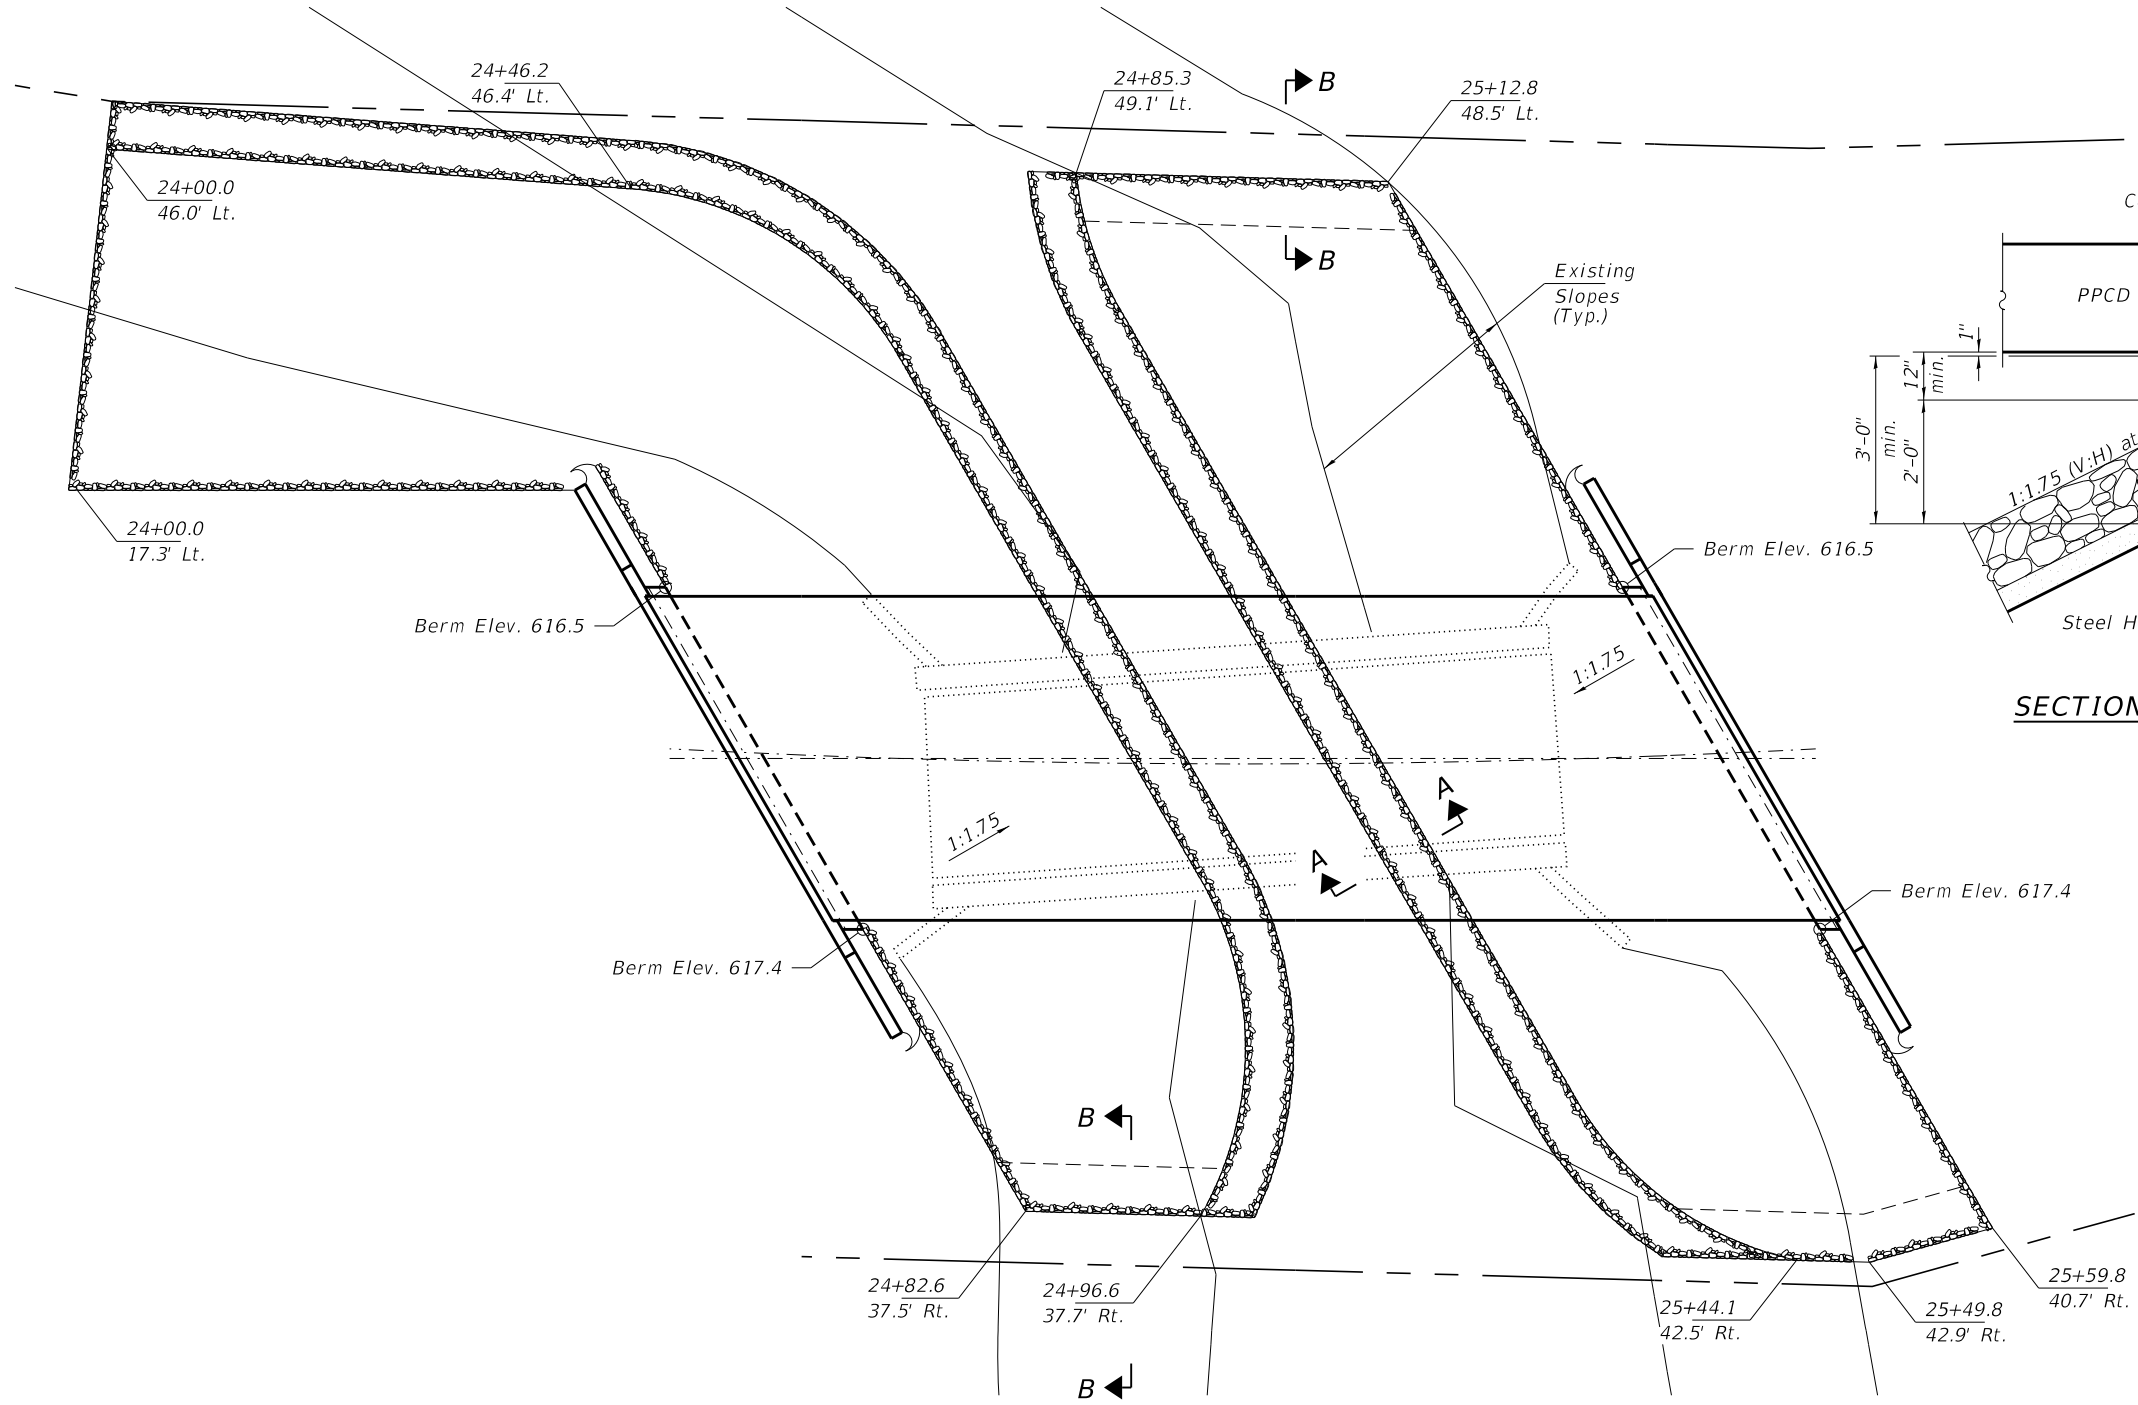 24+46.2
46.4' Lt.
24+85.3
49.1' Lt.
B
25+12.8
48.5' Lt.
24+00.0
46.0' Lt.
C
B
Existing
Slopes
(Typ.)
PPCD
1"
12"
min.
3'-0"
min.
2'-0"
1:1.75 (V:H) at
24+00.0
17.3' Lt.
Berm Elev. 616.5
Berm Elev. 616.5
Steel H
1:1.75
SECTION
A
1:1.75
A
Berm Elev. 617.4
Berm Elev. 617.4
B
24+82.6
37.5' Rt.
24+96.6
37.7' Rt.
25+44.1
42.5' Rt.
25+49.8
42.9' Rt.
25+59.8
40.7' Rt.
B